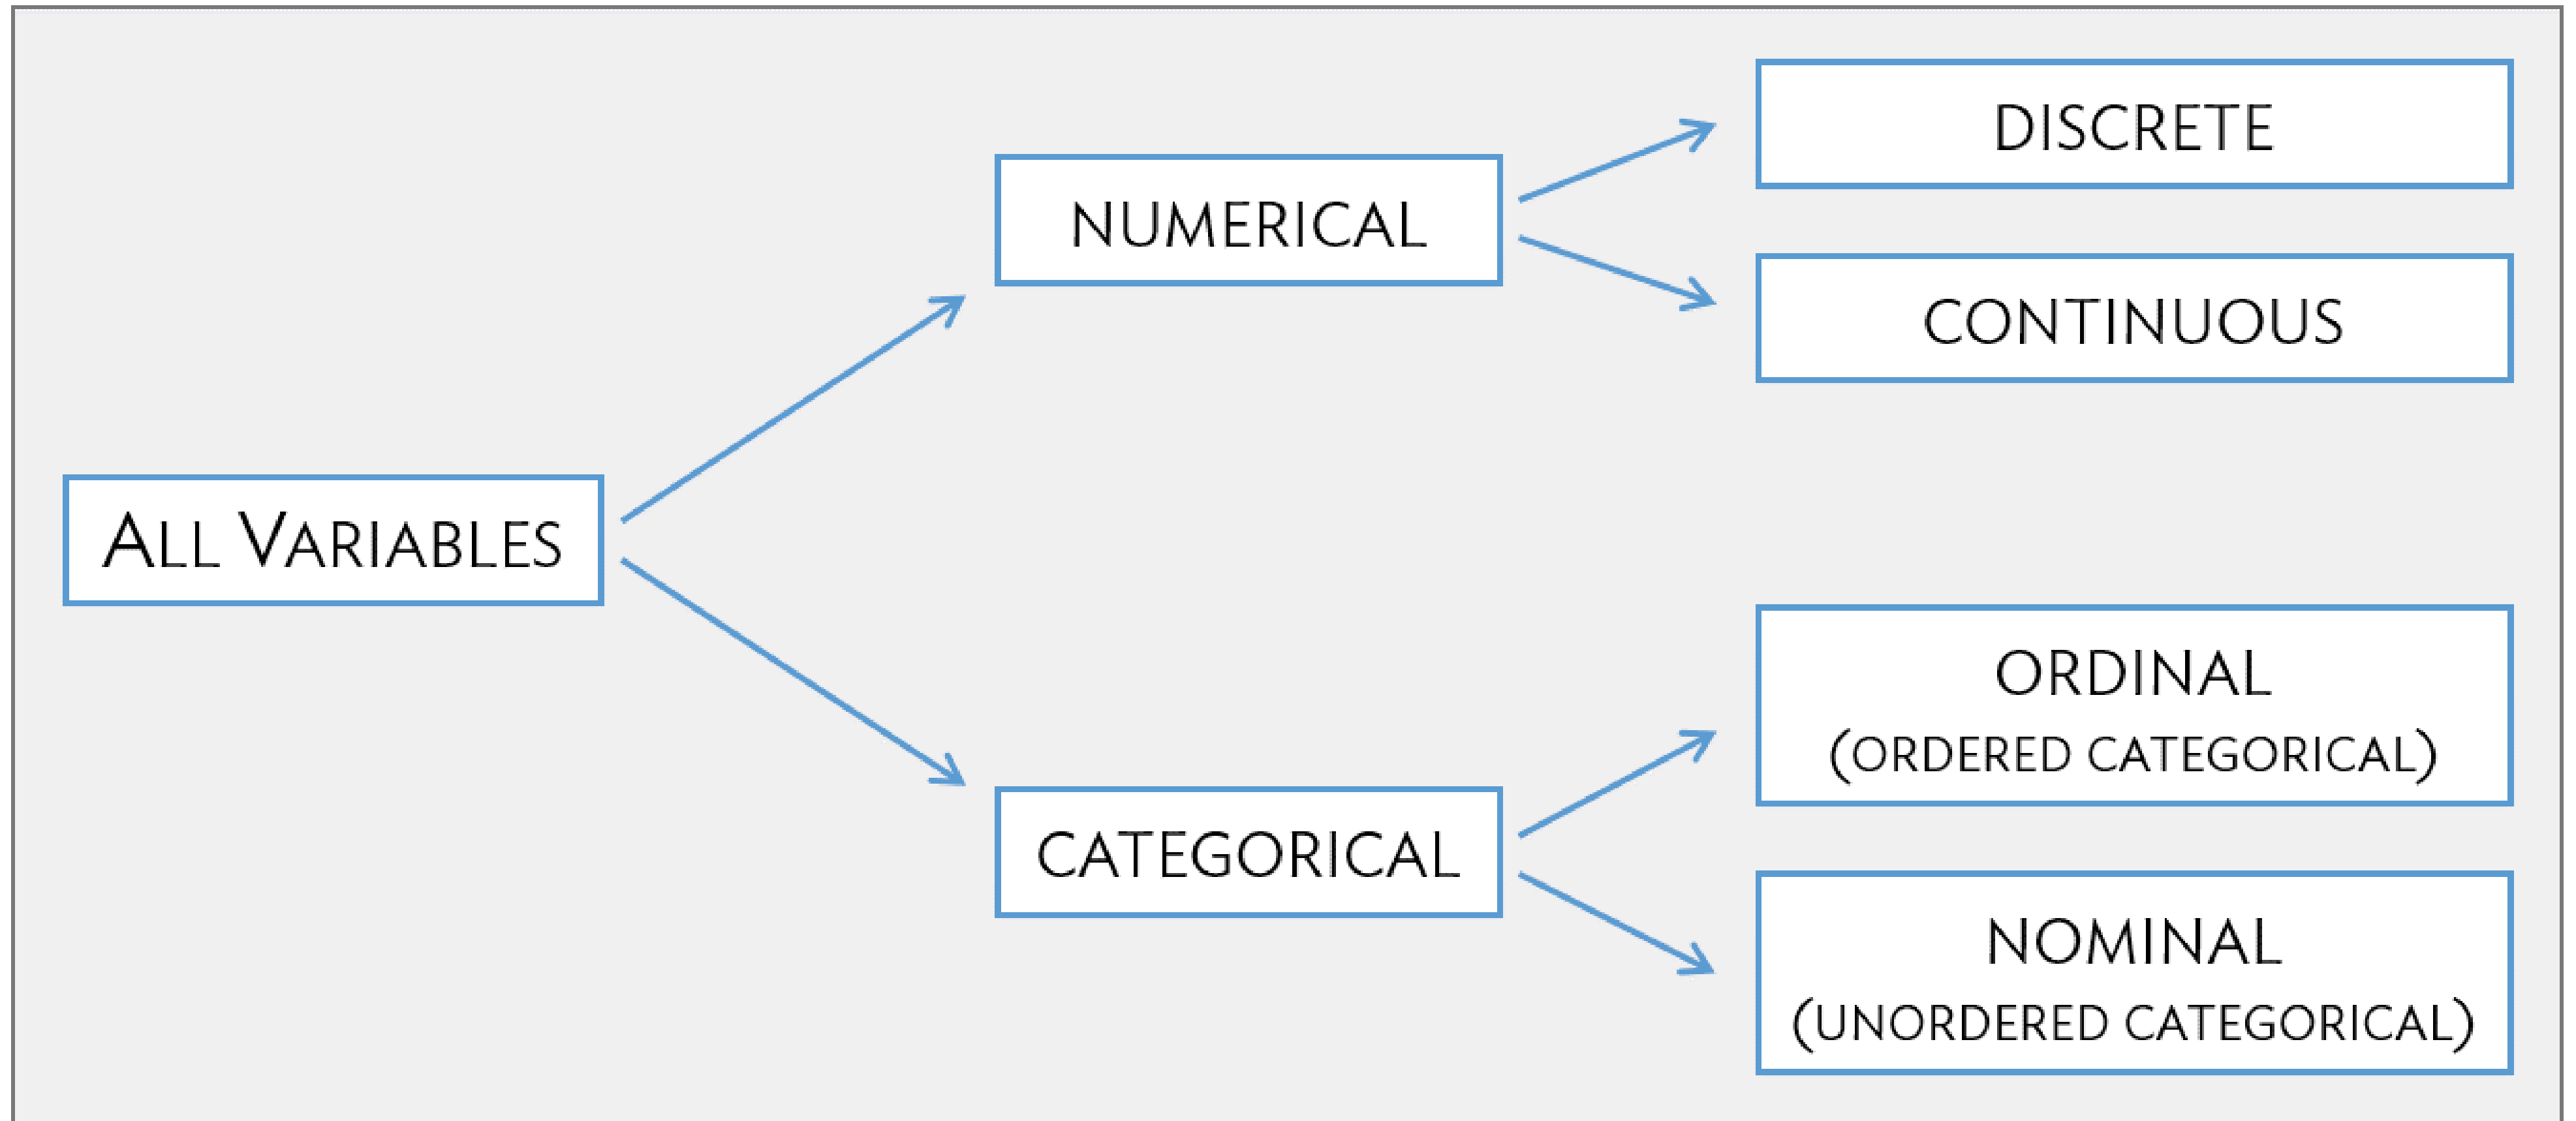 ALL VARIABLES
NUMERICAL
DISCRETE
CONTINUOUS
CATEGORICAL
ORDINAL
(ORDERED CATEGORICAL)
NOMINAL
(UNORDERED CATEGORICAL)